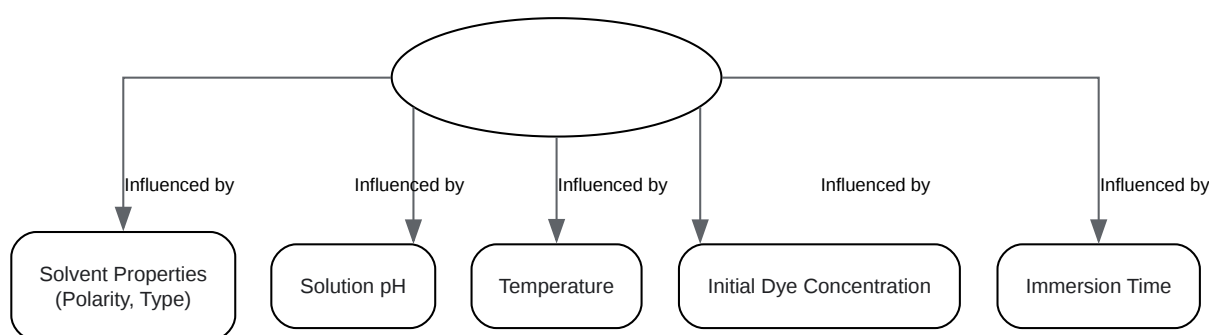 Influenced by
Influenced by
Influenced by
Influenced by
Influenced by
Solvent Properties
(Polarity, Type)
Solution pH
Temperature
Initial Dye Concentration
Immersion Time